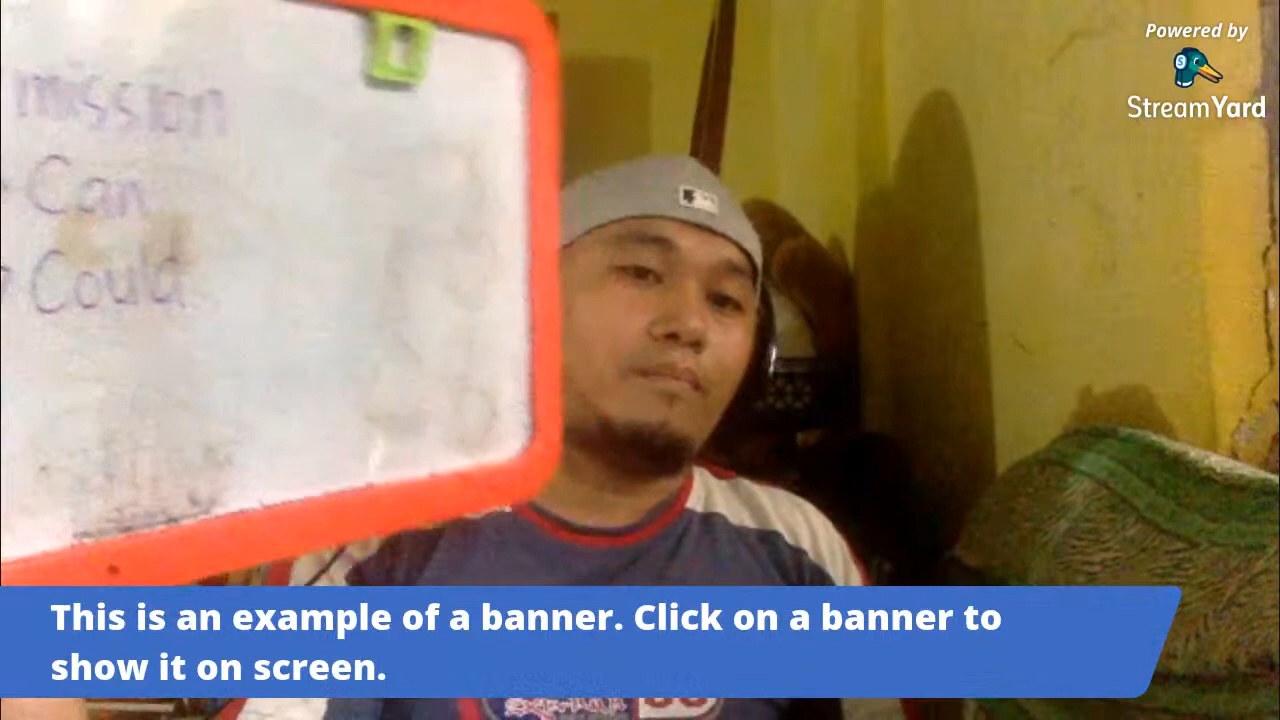 Powered by
StreamYard
mission
Can
Could
This is an example of a banner. Click on a banner to
show it on screen.